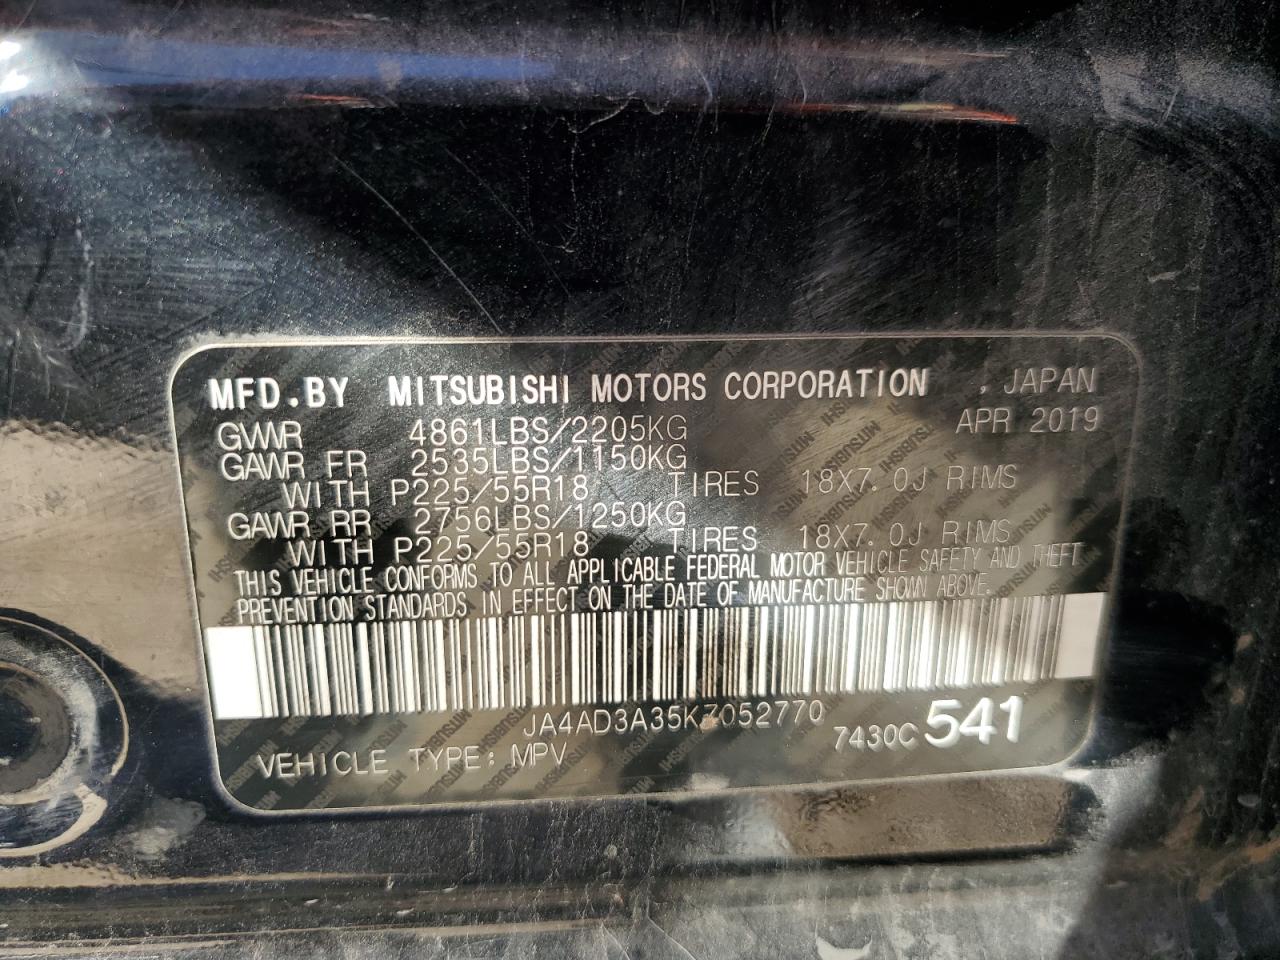 MFD.BY MITSUBISHI MOTORS CORPORATION , JAPAN
GVWR 4861LBS/2205KG APR 2019
GAWR FR 2535LBS/1150KG
WITH P225/55R18 TIRES 18X7.0J RIMS
GAWR RR 2756LBS/1250KG
WITH P225/55R18 TIRES 18X7.0J RIMS
THIS VEHICLE CONFORMS TO ALL APPLICABLE FEDERAL MOTOR VEHICLE SAFETY AND THEFT
PREVENTION STANDARDS IN EFFECT ON THE DATE OF MANUFACTURE SHOWN ABOVE.
JA4AD3A35KZ052770
7430C 541
VEHICLE TYPE: MPV